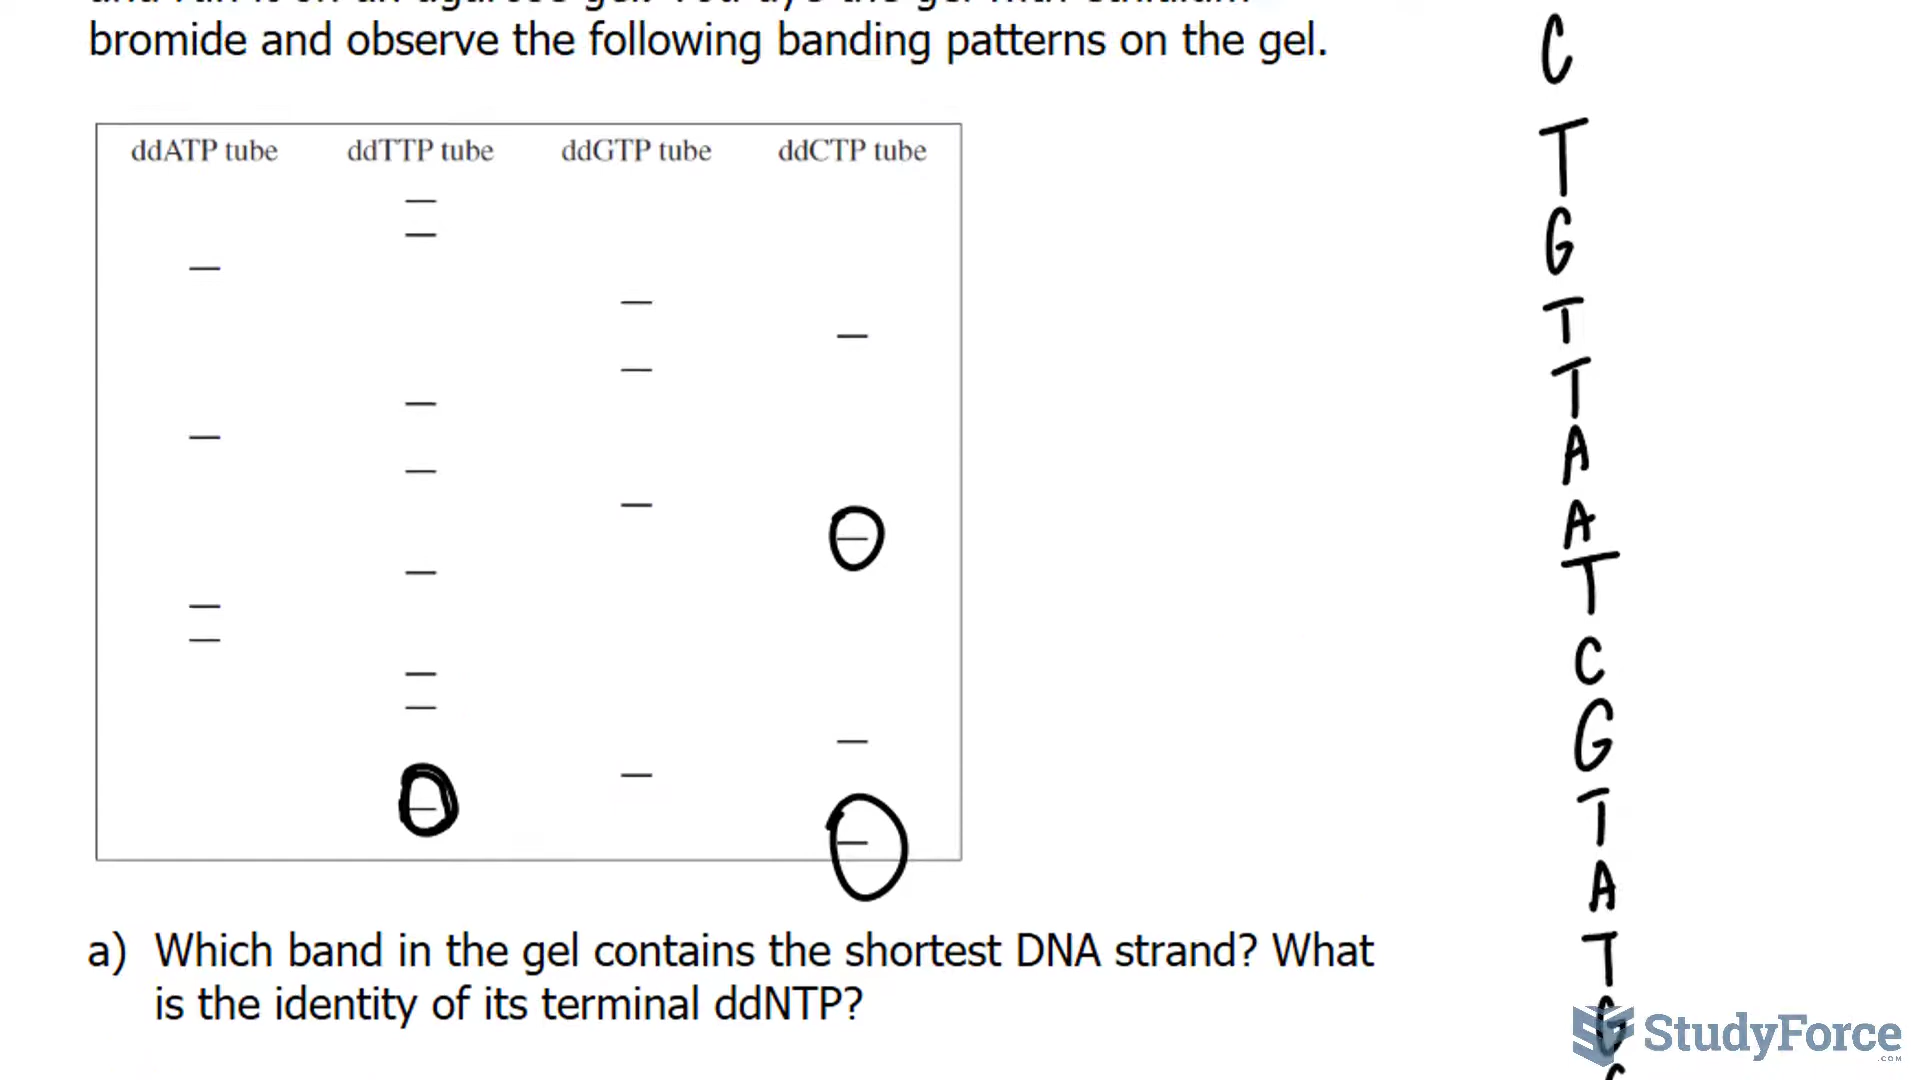 bromide and observe the following banding patterns on the gel.
ddATP tube ddTTP tube ddGTP tube ddCTP tube
a) Which band in the gel contains the shortest DNA strand? What
is the identity of its terminal ddNTP?
C
T
G
T
T
A
A
T
C
G
T
A
T
StudyForce
.COM